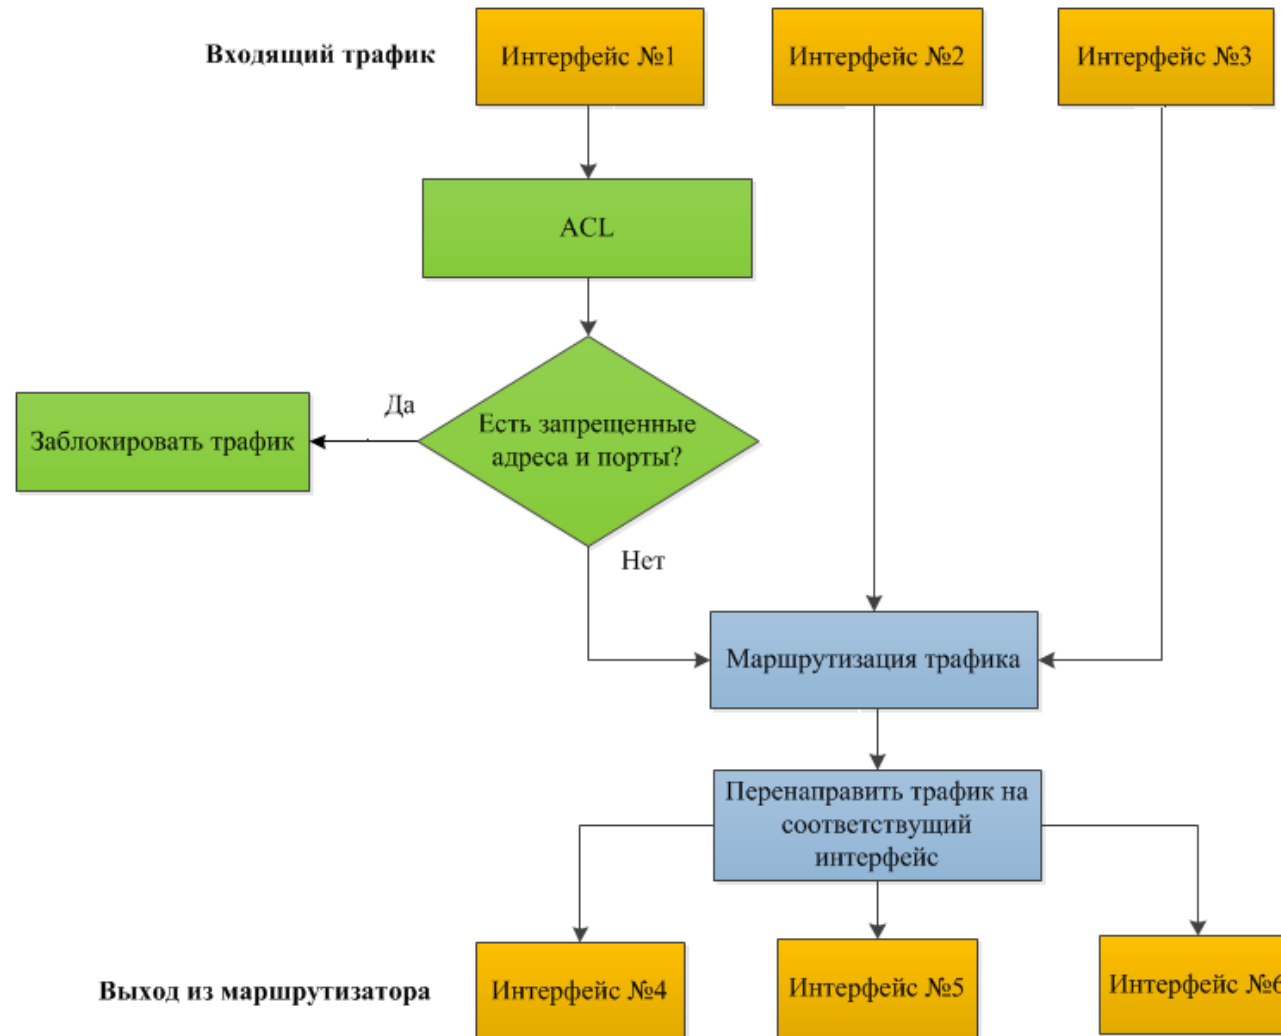 Входящий трафик
Интерфейс №1
Интерфейс №2
Интерфейс №3
ACL
Да
Есть запрещенные
адреса и порты?
Заблокировать трафик
Нет
Маршрутизация трафика
Перенаправить трафик на
соответствущий
интерфейс
Выход из маршрутизатора
Интерфейс №4
Интерфейс №5
Интерфейс №6